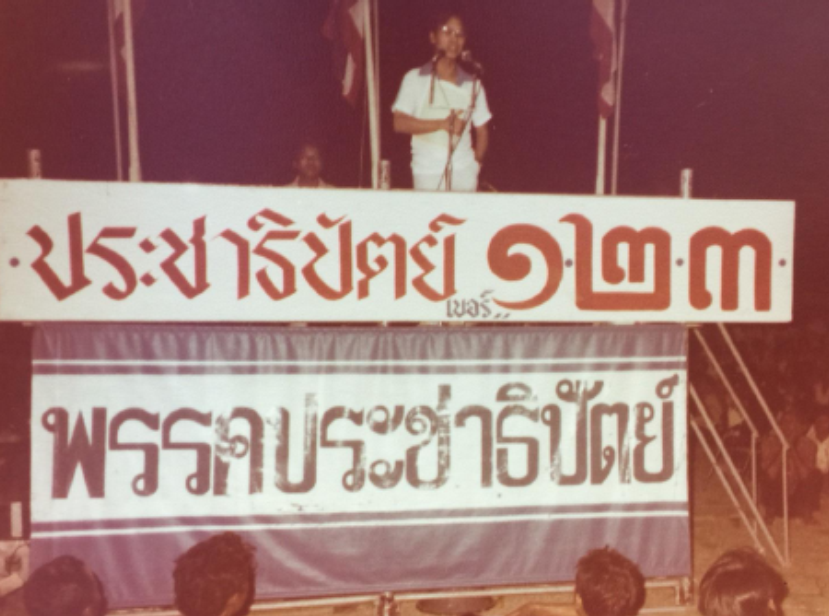 ประชาธิปัตย์ เบอร์ ๑·๒·๓
พรรคประชาธิปัตย์